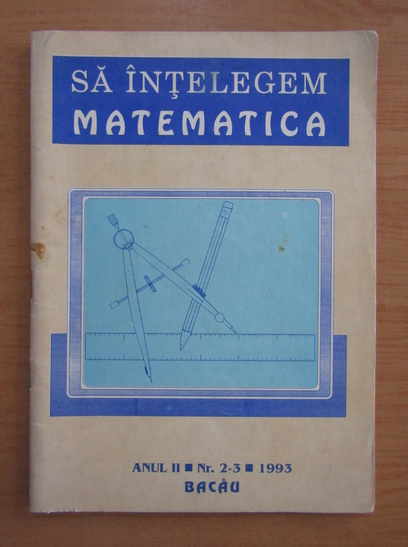 SĂ ÎNŢELEGEM
MATEMATICA
ANUL II ■ Nr. 2-3 ■ 1993
BACĂU